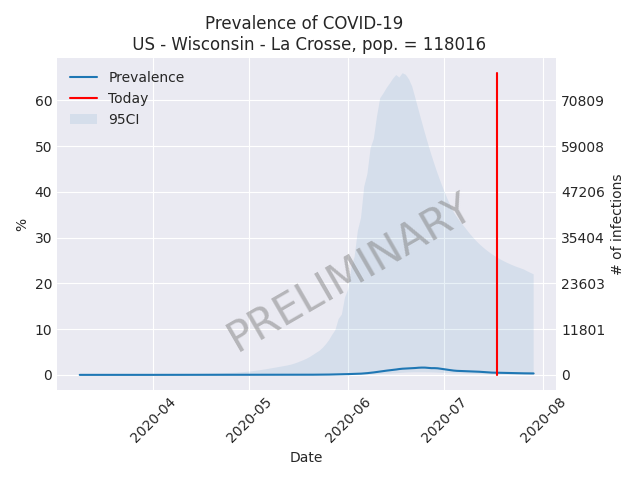 Prevalence of COVID-19
US - Wisconsin - La Crosse, pop. = 118016
Prevalence
Today
95CI
60
50
40
30
20
10
0
%
70809
59008
47206
35404
23603
11801
0
# of infections
PRELIMINARY
2020-04
2020-05
2020-06
2020-07
2020-08
Date